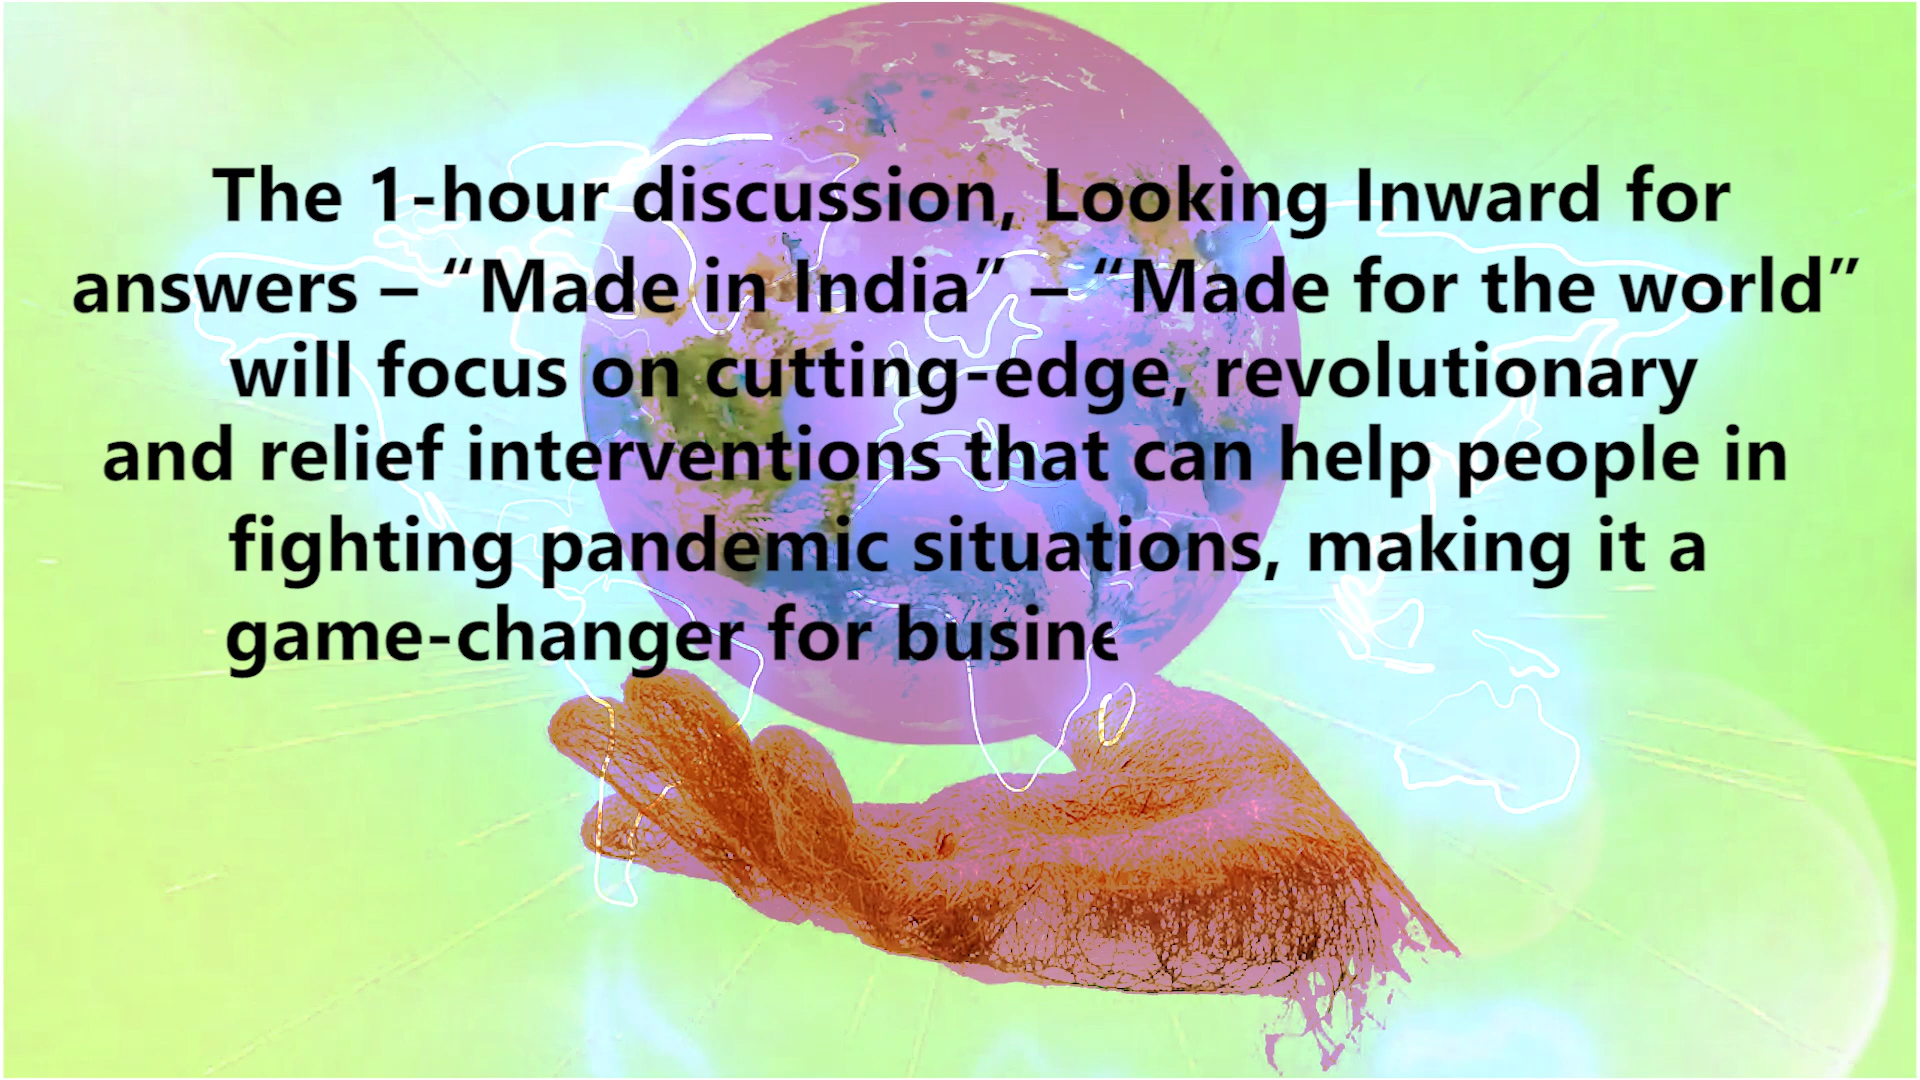 The 1-hour discussion, Looking Inward for
answers – “Made in India” – “Made for the world”
will focus on cutting-edge, revolutionary
and relief interventions that can help people in
fighting pandemic situations, making it a
game-changer for busine